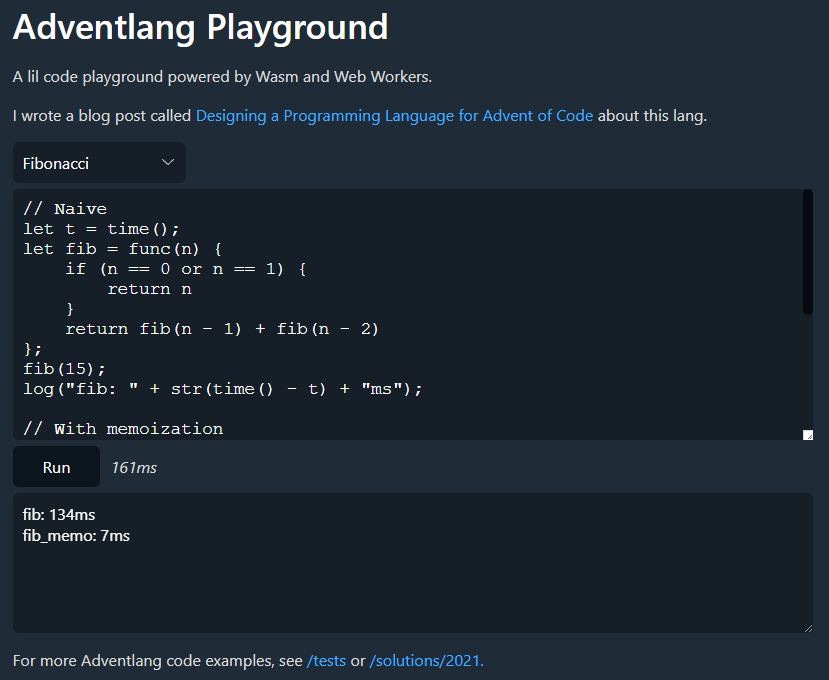 Adventlang Playground
A lil code playground powered by Wasm and Web Workers.
I wrote a blog post called Designing a Programming Language for Advent of Code about this lang.
Fibonacci
// Naive
let t = time();
let fib = func(n) {
    if (n == 0 or n == 1) {
        return n
    }
    return fib(n - 1) + fib(n - 2)
};
fib(15);
log("fib: " + str(time() - t) + "ms");

// With memoization
Run 161ms
fib: 134ms
fib_memo: 7ms
For more Adventlang code examples, see /tests or /solutions/2021.